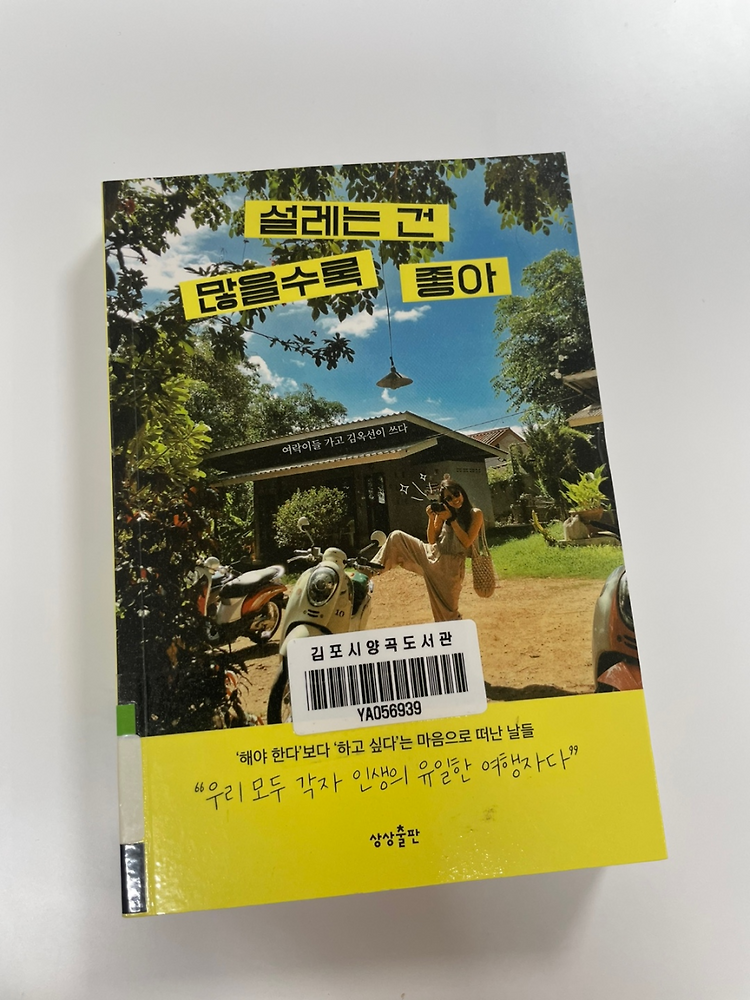 설레는 건
많을수록 좋아
여락이들 가고 김옥선이 쓰다
10
김포시양곡도서관
YA056939
'해야 한다'보다 '하고 싶다'는 마음으로 떠난 날들
“우리 모두 각자 인생의 유일한 여행자다”
상상출판